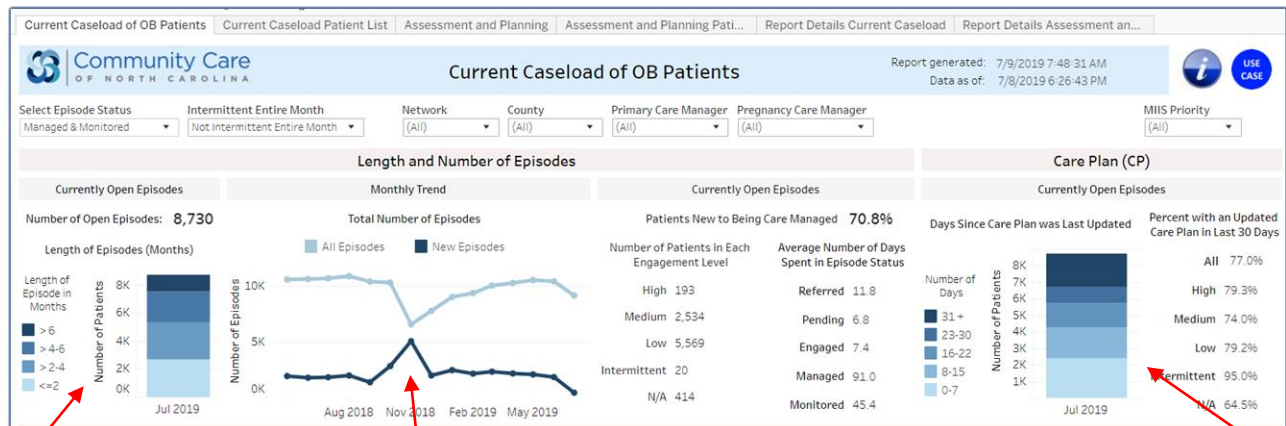 Current Caseload of OB Patients Current Caseload Patient List Assessment and Planning Assessment and Planning Pati... Report Details Current Caseload Report Details Assessment an...
Community Care
OF NORTH CAROLINA
Current Caseload of OB Patients
Report generated: 7/9/2019 7:48:31 AM
Data as of: 7/8/2019 6:26:43 PM
i
USE
CASE
Select Episode Status Intermittent Entire Month Network County Primary Care Manager Pregnancy Care Manager MIIS Priority
Managed & Monitored Not Intermittent Entire Month (All) (All) (All) (All) (All)
Length and Number of Episodes
Care Plan (CP)
Currently Open Episodes
Monthly Trend
Currently Open Episodes
Currently Open Episodes
Number of Open Episodes: 8,730
Length of Episodes (Months)
Length of
Episode in
Months
> 6
> 4-6
> 2-4
<=2
Number of Patients
8K
6K
4K
2K
0K
Jul 2019
Total Number of Episodes
All Episodes New Episodes
Number of Episodes
10K
5K
0K
Aug 2018 Nov 2018 Feb 2019 May 2019
Patients New to Being Care Managed 70.8%
Number of Patients in Each
Engagement Level
High 193
Medium 2,534
Low 5,569
Intermittent 20
N/A 414
Average Number of Days
Spent in Episode Status
Referred 11.8
Pending 6.8
Engaged 7.4
Managed 91.0
Monitored 45.4
Days Since Care Plan was Last Updated
Number of
Days
31 +
23-30
16-22
8-15
0-7
Number of Patients
8K
7K
6K
5K
4K
3K
2K
1K
Jul 2019
Percent with an Updated
Care Plan in Last 30 Days
All 77.0%
High 79.3%
Medium 74.0%
Low 79.2%
Intermittent 95.0%
N/A 64.5%